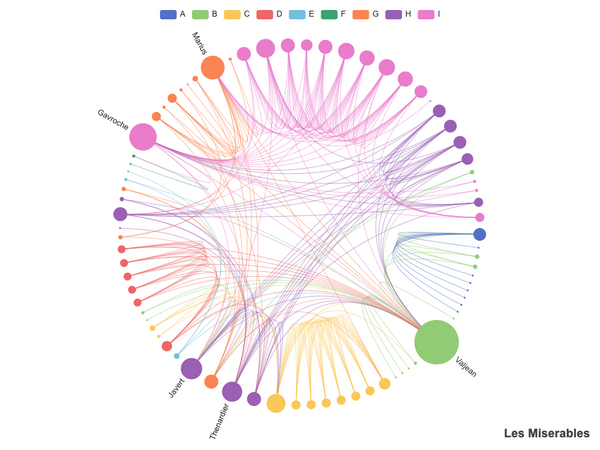 A B C D E F G H I
Marius
Gavroche
Javert
Thenardier
Valjean
Les Miserables